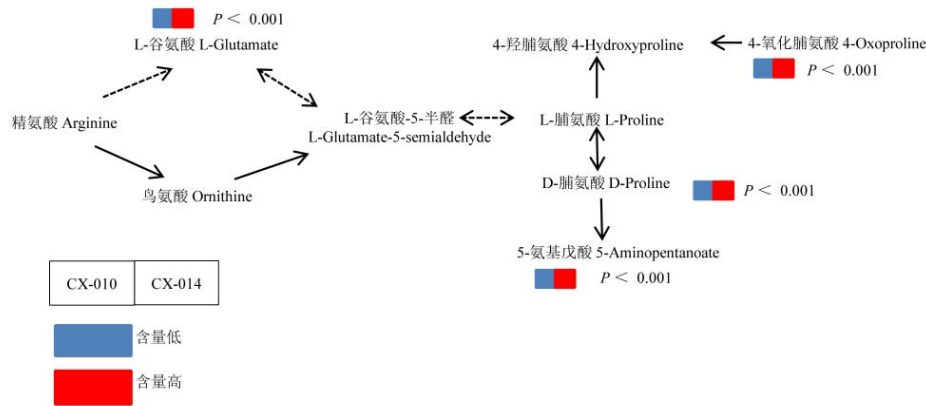 P < 0.001
L-谷氨酸 L-Glutamate
4-羟脯氨酸 4-Hydroxyproline
4-氧化脯氨酸 4-Oxoproline
P < 0.001
精氨酸 Arginine
L-谷氨酸-5-半醛
L-Glutamate-5-semialdehyde
L-脯氨酸 L-Proline
鸟氨酸 Ornithine
D-脯氨酸 D-Proline
P < 0.001
5-氨基戊酸 5-Aminopentanoate
P < 0.001
CX-010 CX-014
含量低
含量高